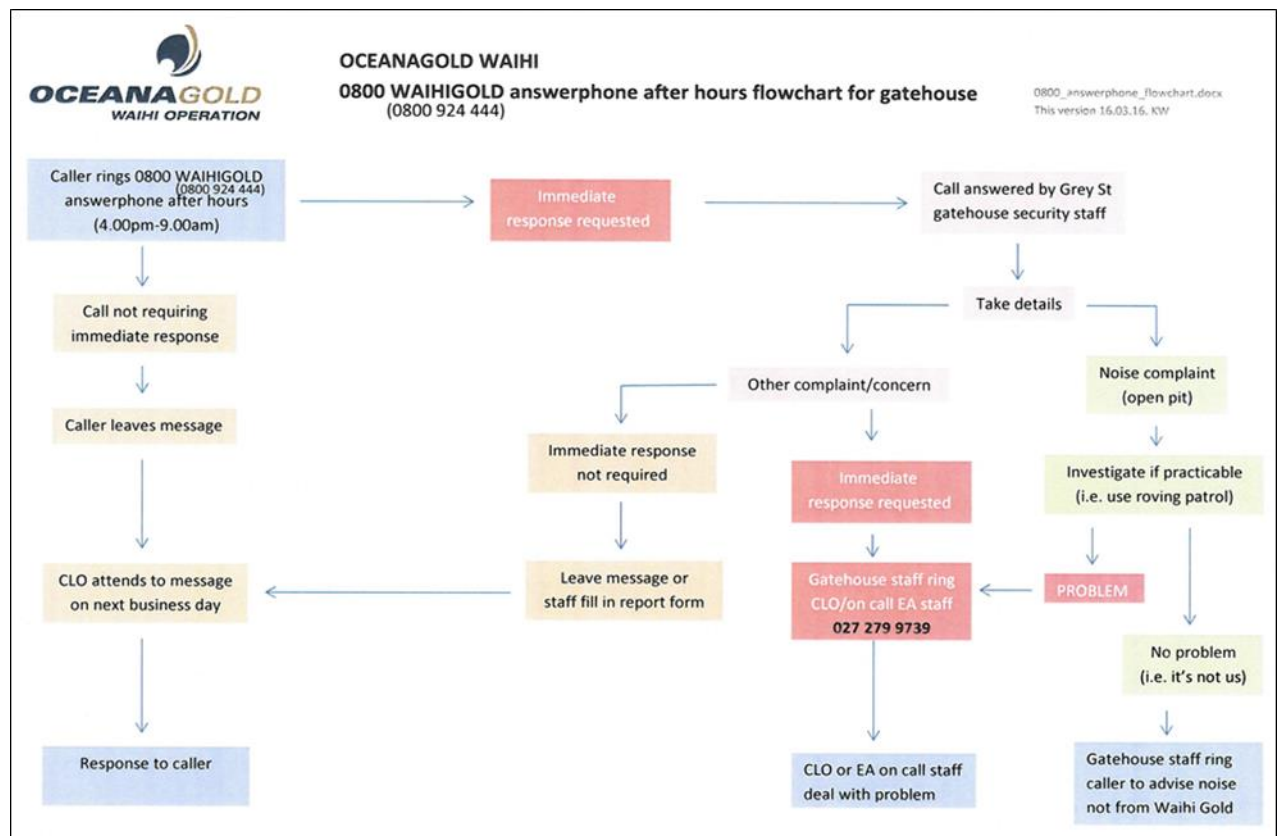 OCEANAGOLD
WAIHI OPERATION
OCEANAGOLD WAIHI
0800 WAIHIGOLD answerphone after hours flowchart for gatehouse
(0800 924 444)
0800_answerphone_flowchart.docx
This version 16.03.16. KW
Caller rings 0800 WAIHIGOLD
(0800 924 444)
answerphone after hours
(4.00pm-9.00am)
Immediate
response requested
Call answered by Grey St
gatehouse security staff
Call not requiring
immediate response
Take details
Other complaint/concern
Noise complaint
(open pit)
Caller leaves message
Immediate response
not required
Immediate
response requested
Investigate if practicable
(i.e. use roving patrol)
CLO attends to message
on next business day
Leave message or
staff fill in report form
Gatehouse staff ring
CLO/on call EA staff
027 279 9739
PROBLEM
No problem
(i.e. it's not us)
Response to caller
CLO or EA on call staff
deal with problem
Gatehouse staff ring
caller to advise noise
not from Waihi Gold